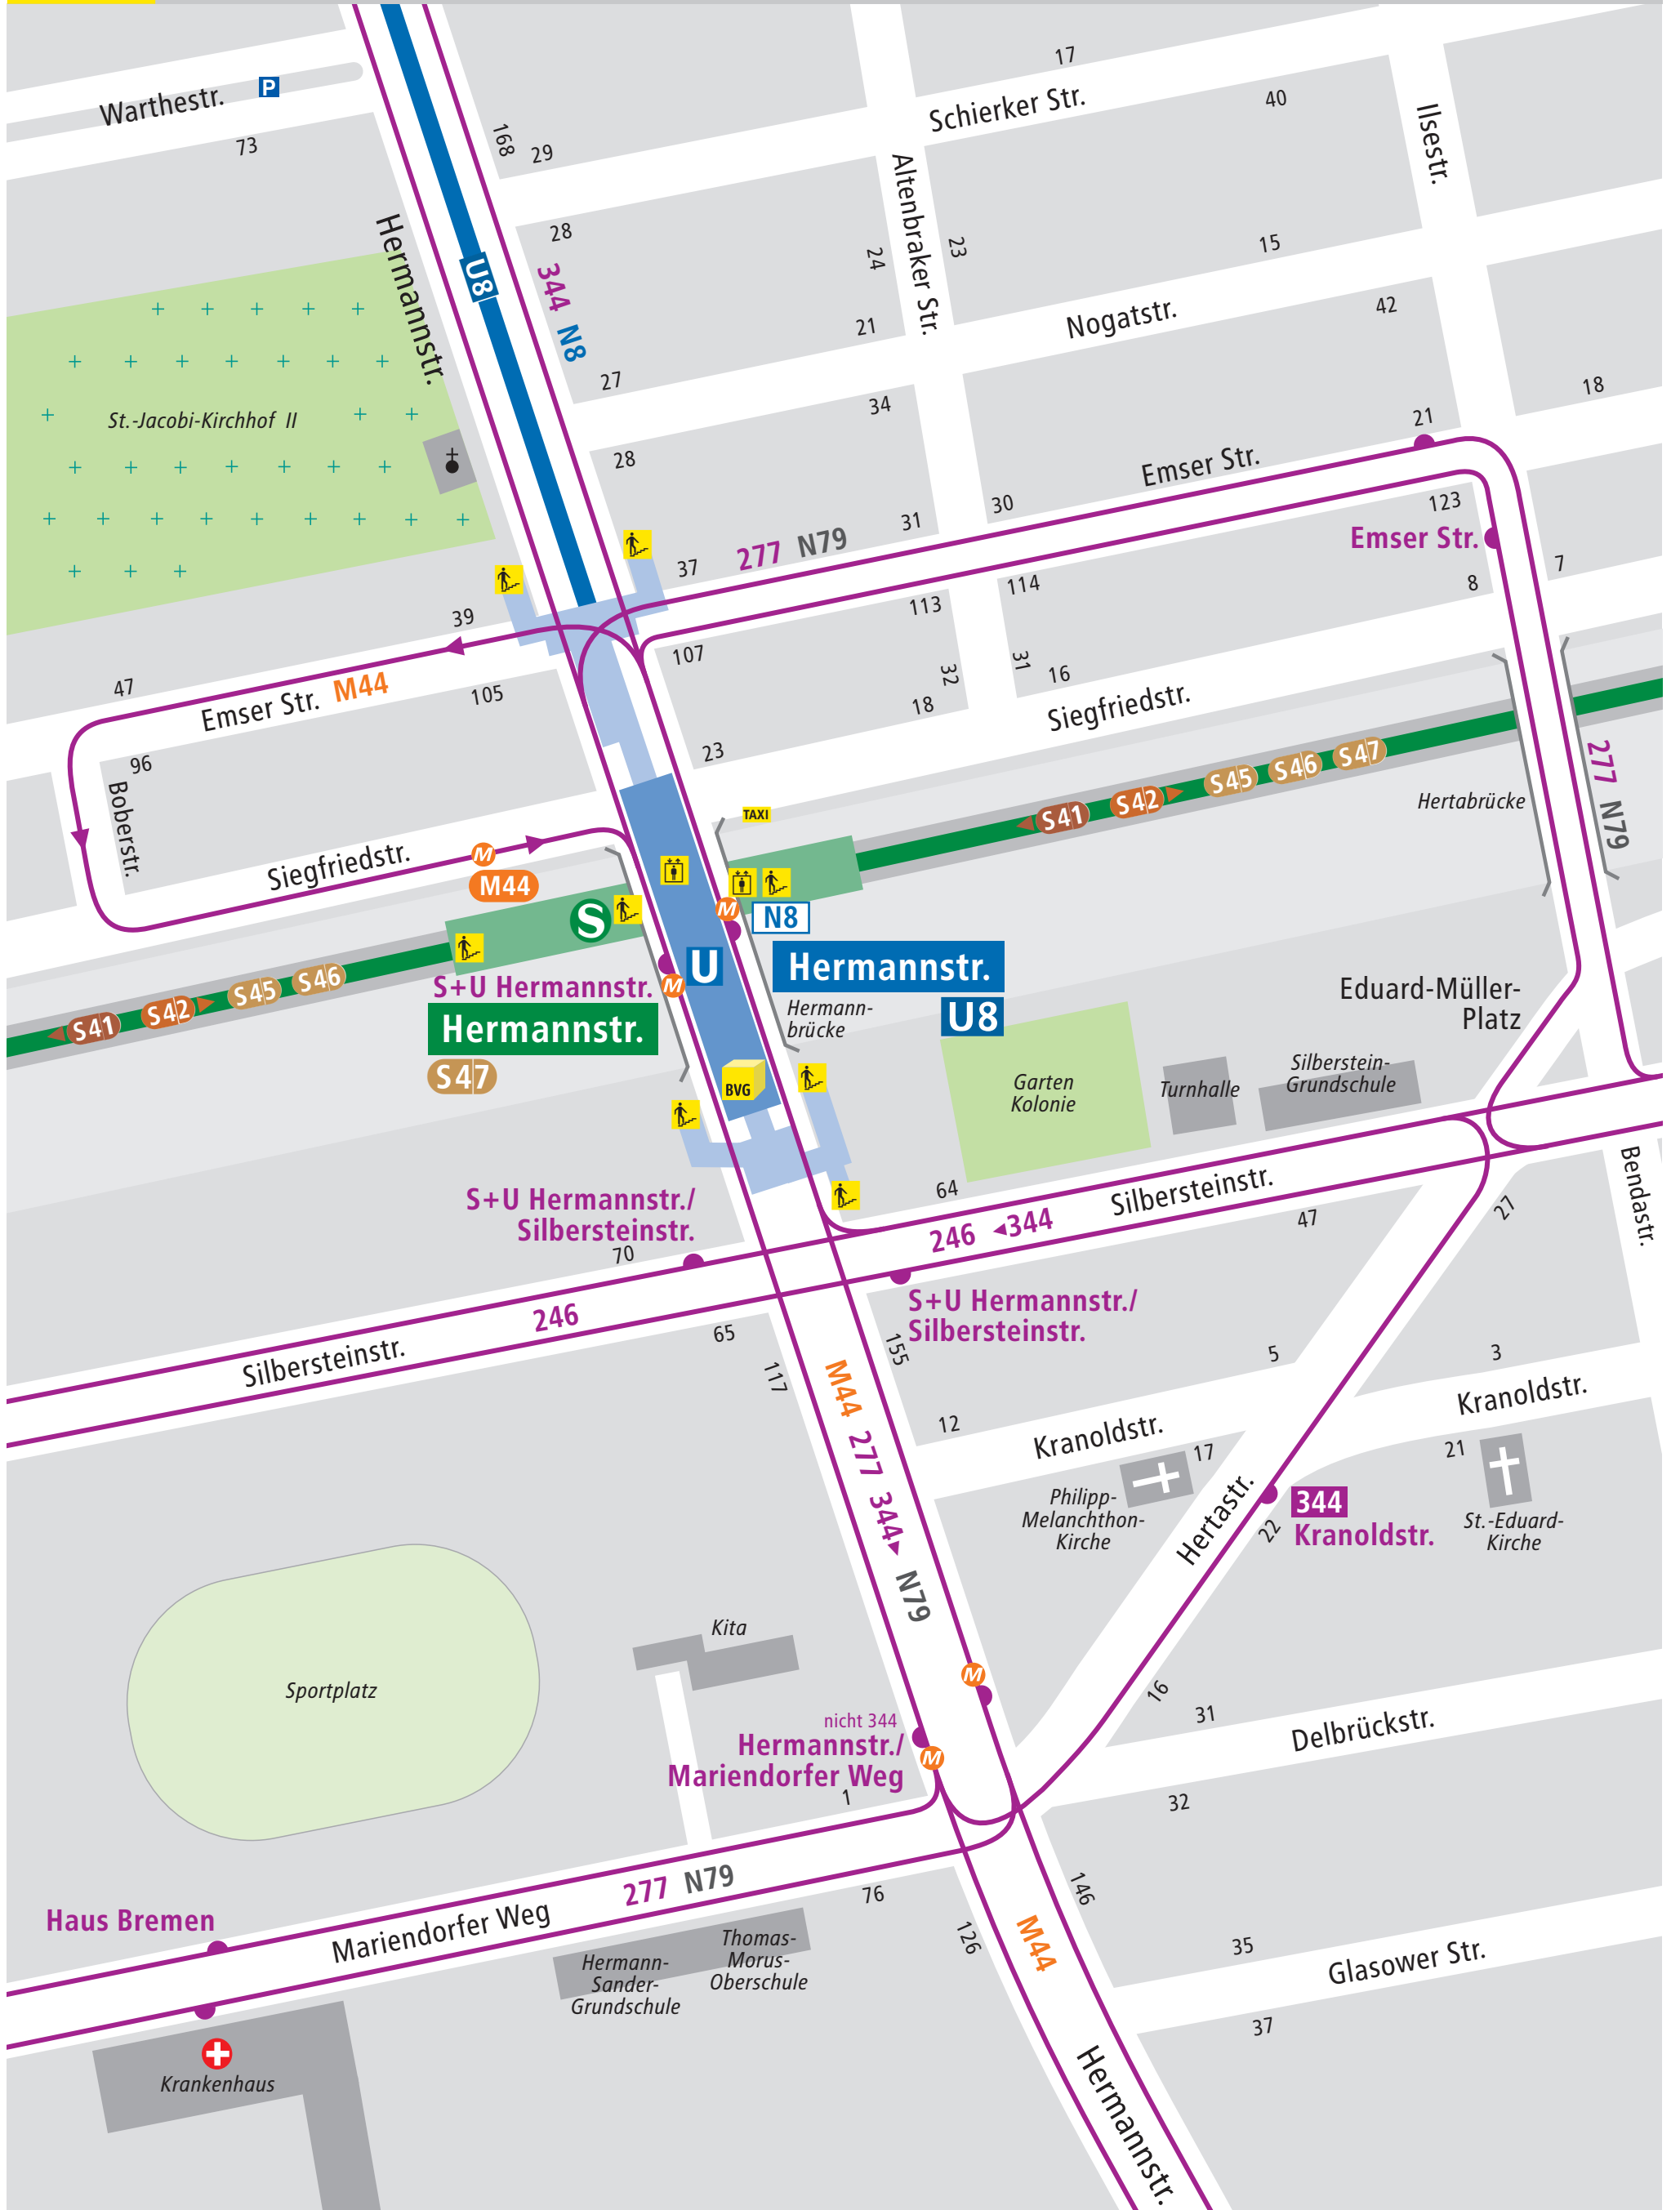 17
Schierker Str.
40
Ilsestr.
Warthestr.
P
73
168
29
28
Hermannstr.
U8
344 N8
Altenbraker Str.
24
23
15
21
Nogatstr.
42
27
34
18
28
St.-Jacobi-Kirchhof II
21
Emser Str.
30
31
123
Emser Str.
277 N79
37
7
8
114
113
39
107
47
Emser Str. M44
105
32
31
16
18
Siegfriedstr.
23
96
Boberstr.
277 N79
S41 S42 S45 S46 S47
Hertabrücke
TAXI
Siegfriedstr.
M
M44
S
M
N8
U
Hermannstr.
U8
S+U Hermannstr.
M
Hermannstr.
S47
S41 S42 S45 S46
Hermann-
brücke
Eduard-Müller-
Platz
BVG
Garten
Kolonie
Turnhalle
Silberstein-
Grundschule
Bendastr.
S+U Hermannstr./
Silbersteinstr.
64
246 344
Silbersteinstr.
47
27
70
246
65
S+U Hermannstr./
Silbersteinstr.
Silbersteinstr.
117
155
5
3
M44 277 344 N79
12
Kranoldstr.
Kranoldstr.
17
21
Philipp-
Melanchthon-
Kirche
Hertastr.
22
344
Kranoldstr.
St.-Eduard-
Kirche
Kita
Sportplatz
M
16
31
Delbrückstr.
32
nicht 344
Hermannstr./
Mariendorfer Weg
M
1
277 N79
76
146
Haus Bremen
Mariendorfer Weg
126
M44
Hermann-
Sander-
Grundschule
Thomas-
Morus-
Oberschule
35
Glasower Str.
37
Krankenhaus
Hermannstr.